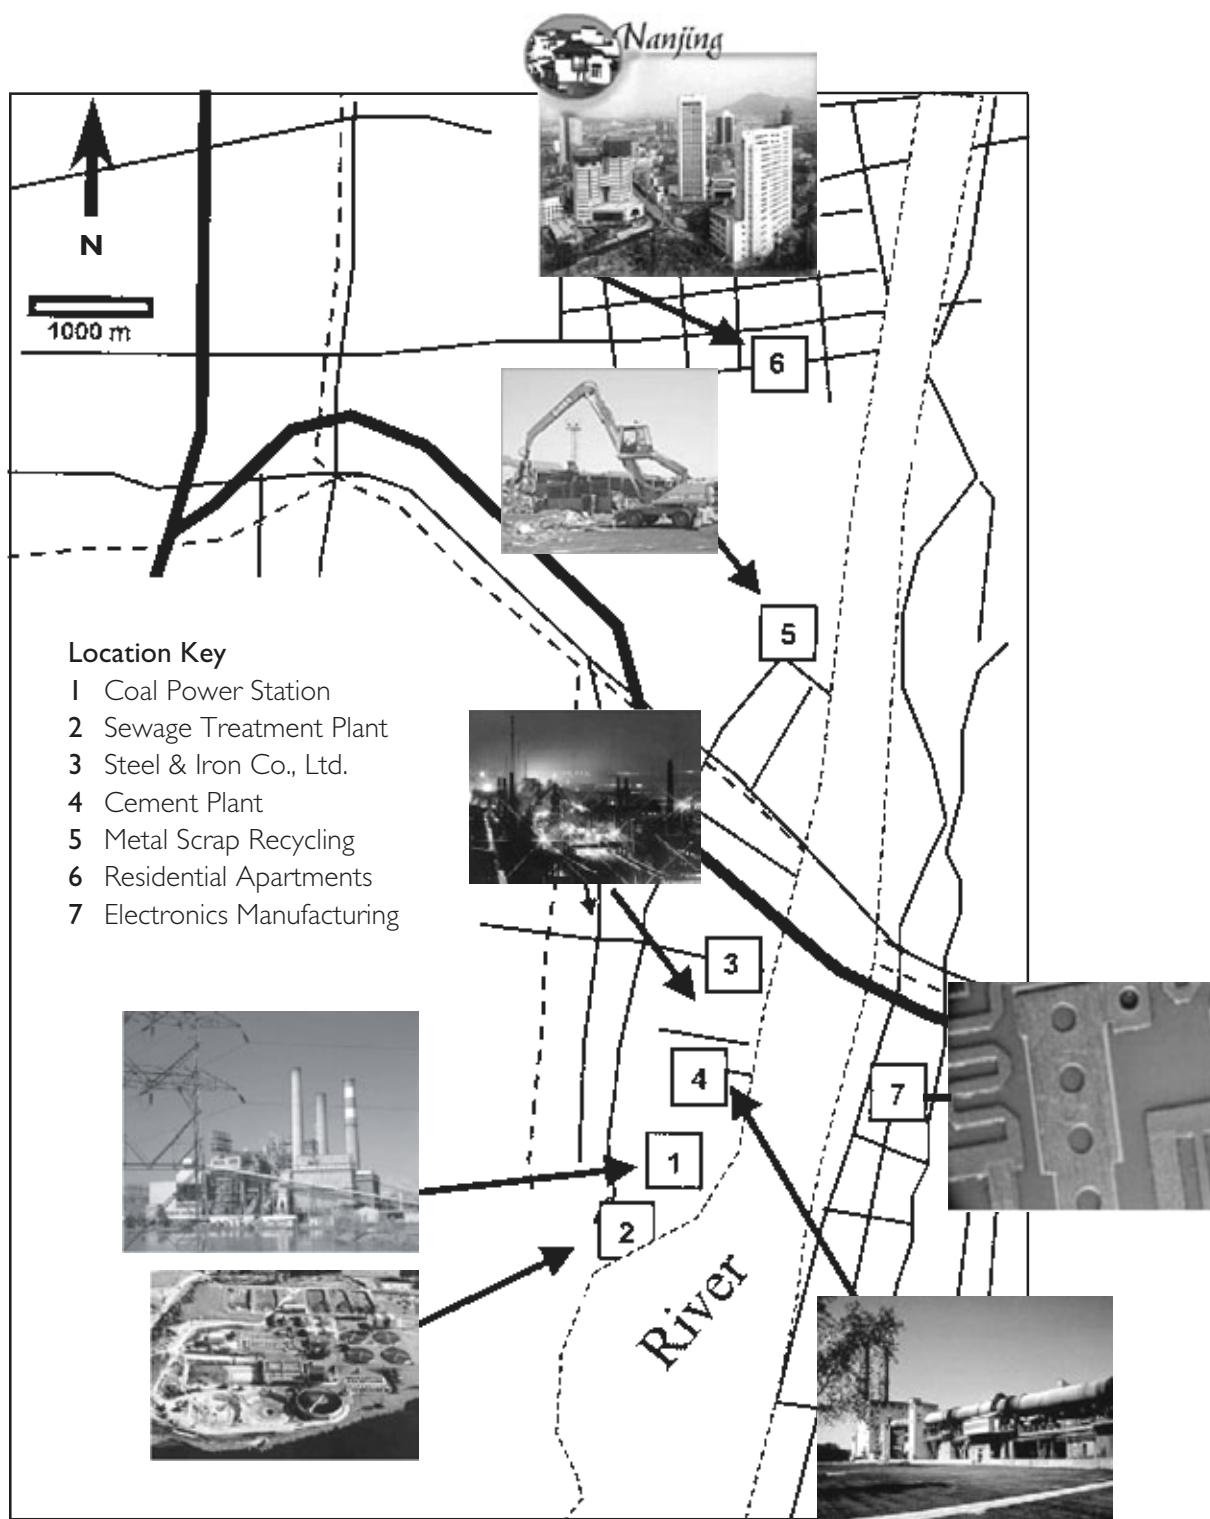 Nanjing
N
1000 m
6
5
Location Key
1 Coal Power Station
2 Sewage Treatment Plant
3 Steel & Iron Co., Ltd.
4 Cement Plant
5 Metal Scrap Recycling
6 Residential Apartments
7 Electronics Manufacturing
3
4
7
1
2
River